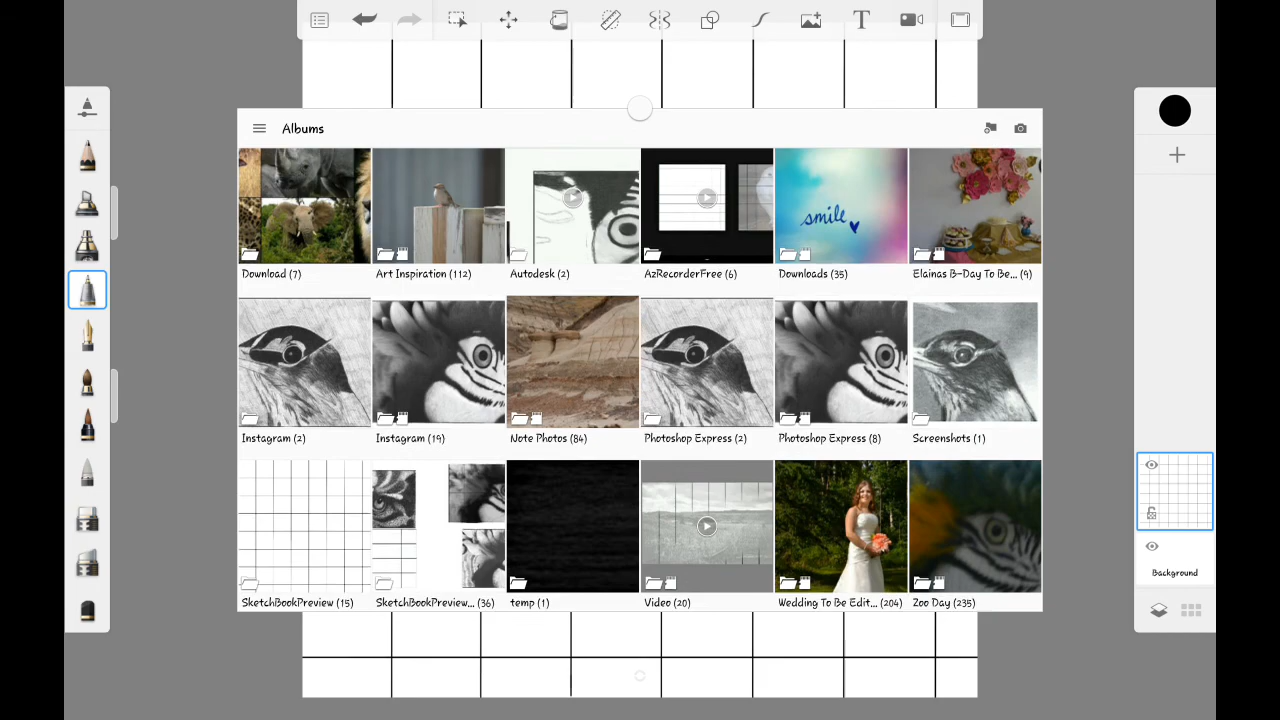 T
Albums
smile
Download (7)
Art Inspiration (112)
Autodesk (2)
AzRecorderFree (6)
Downloads (35)
Elainas B-Day To Be... (9)
Instagram (2)
Instagram (19)
Note Photos (84)
Photoshop Express (2)
Photoshop Express (8)
Screenshots (1)
SketchBookPreview (15)
SketchBookPreview... (36)
temp (1)
Video (20)
Wedding To Be Edit... (204)
Zoo Day (235)
Background